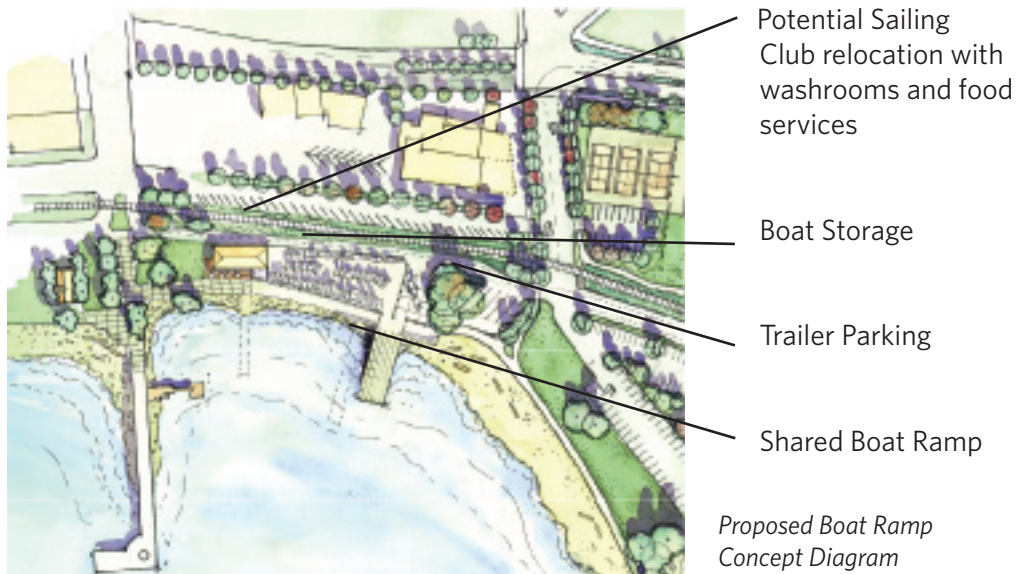 Potential Sailing
Club relocation with
washrooms and food
services
Boat Storage
Trailer Parking
Shared Boat Ramp
Proposed Boat Ramp
Concept Diagram